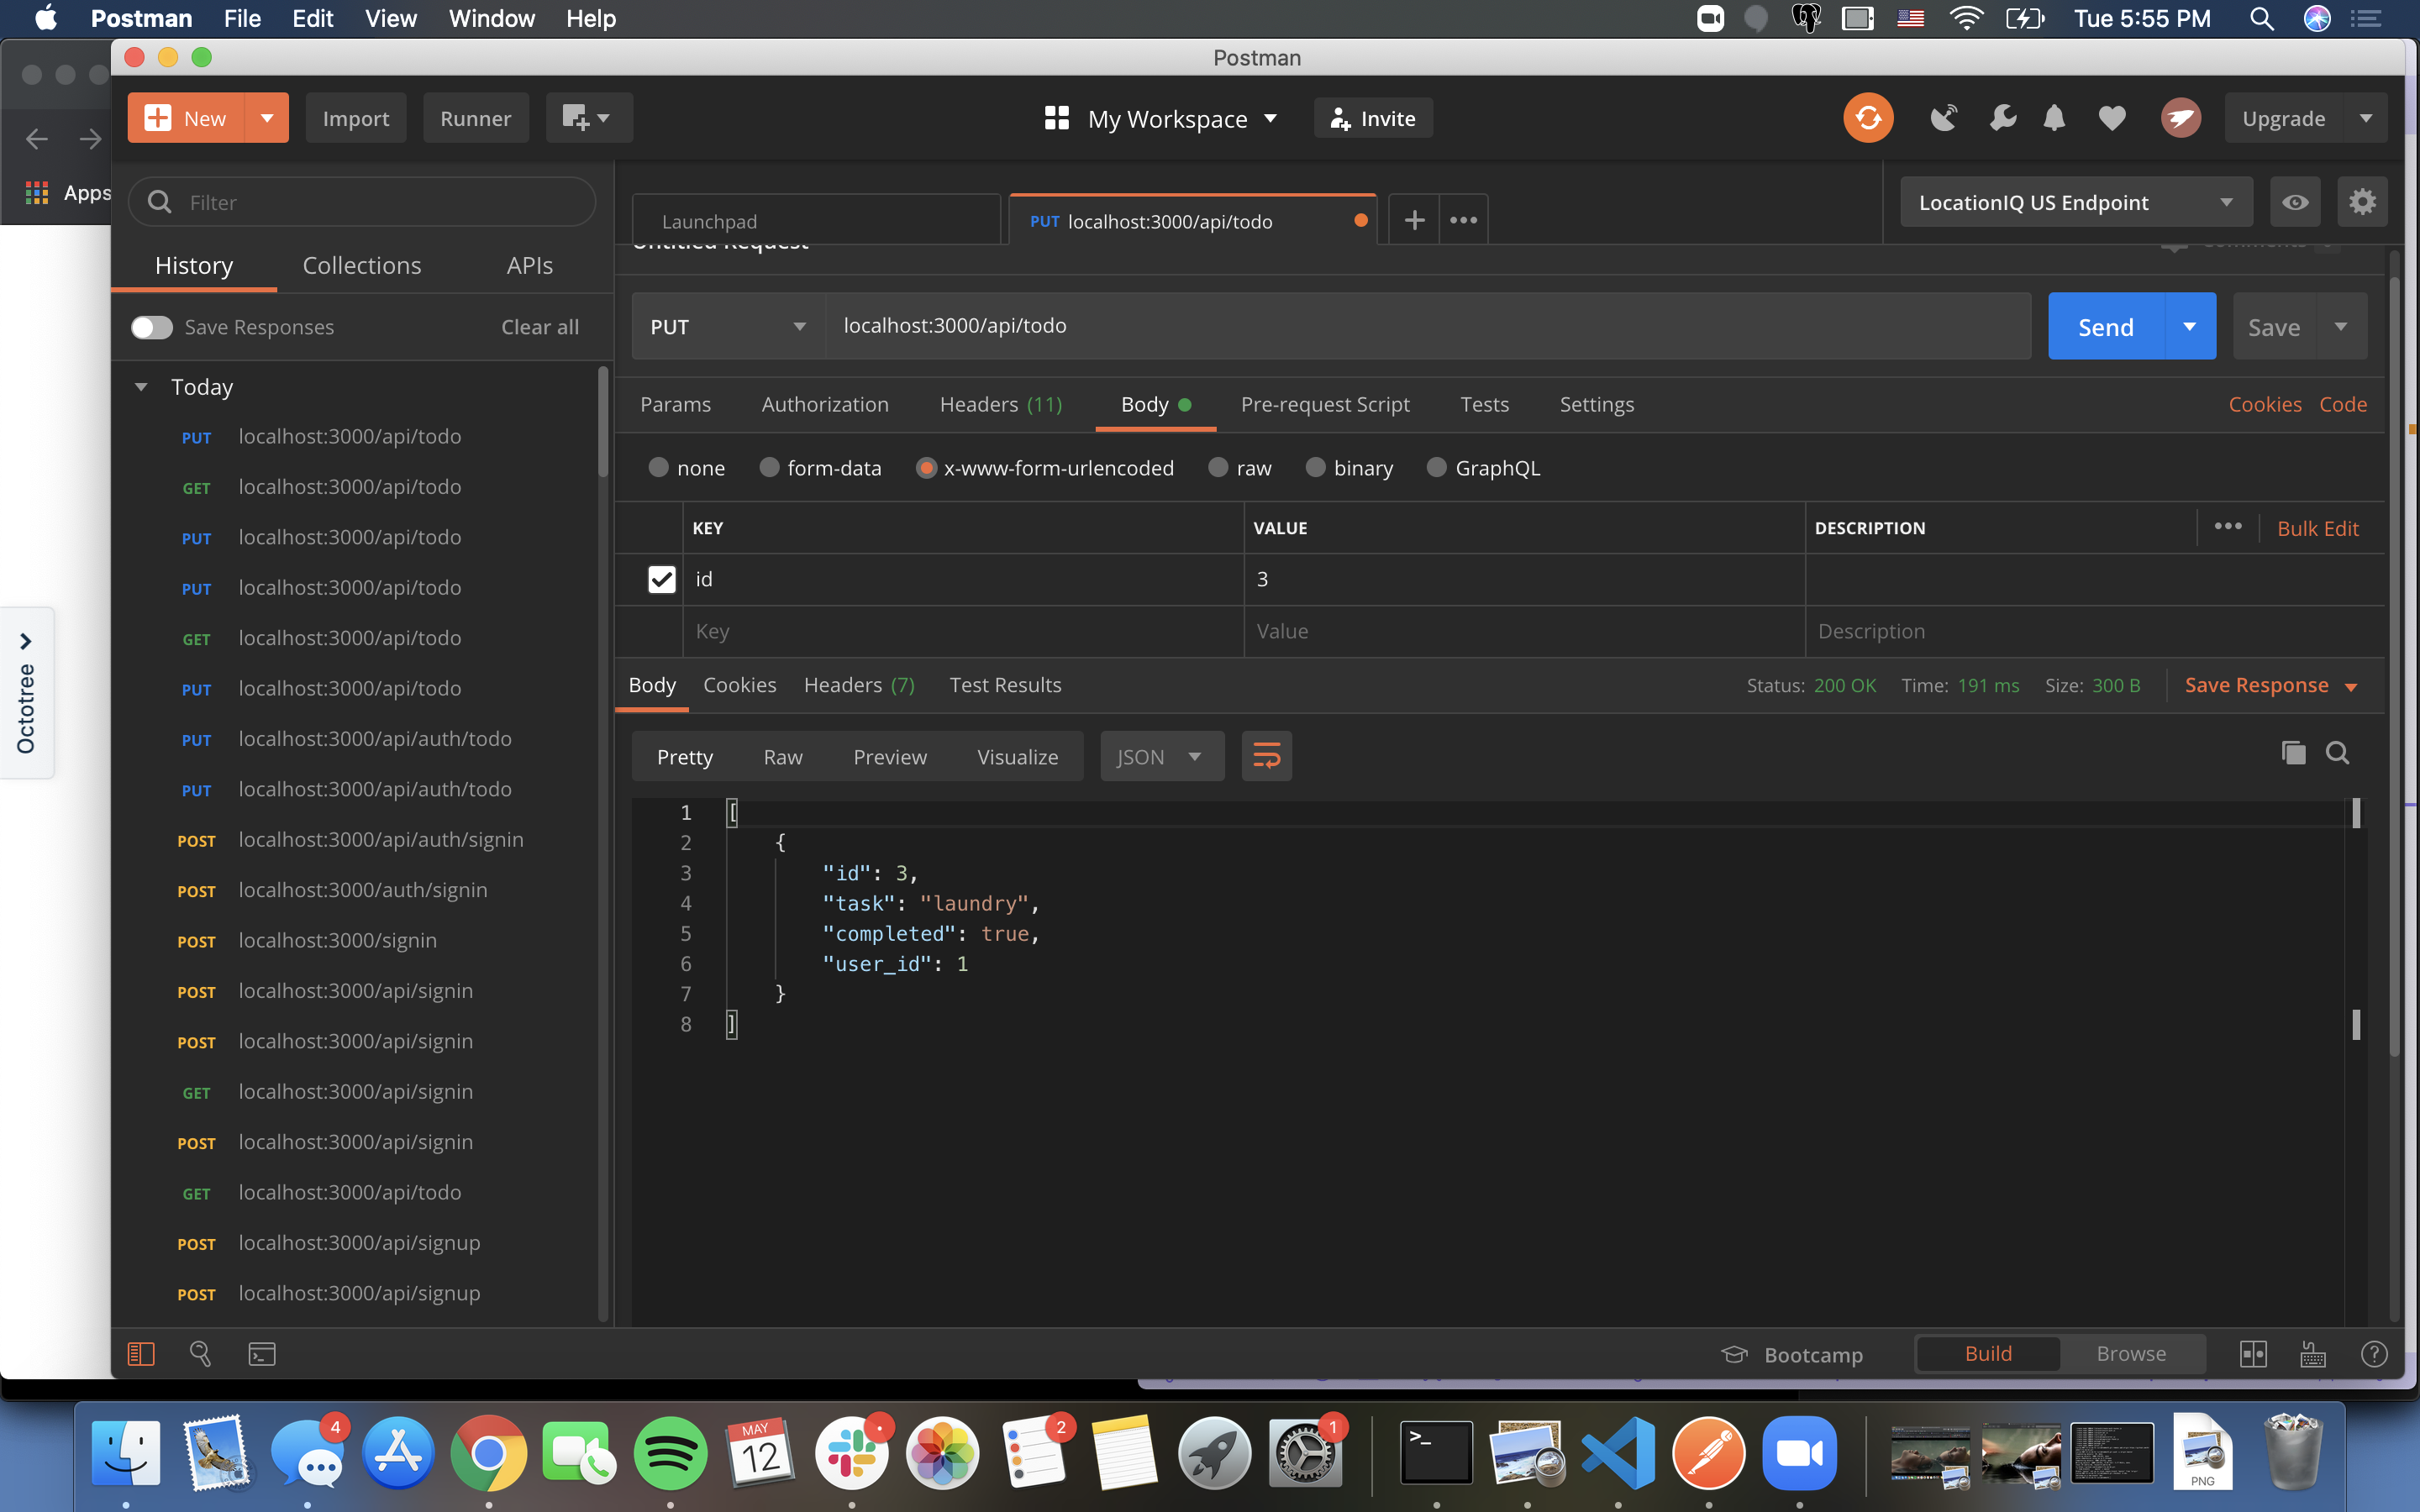 Postman File Edit View Window Help Tue 5:55 PM
Postman
New Import Runner My Workspace Invite Upgrade
Apps
Filter
Launchpad PUT localhost:3000/api/todo LocationIQ US Endpoint
Untitled Request Comments
History Collections APIs
Save Responses Clear all
PUT localhost:3000/api/todo Send Save
Params Authorization Headers (11) Body Pre-request Script Tests Settings Cookies Code
none form-data x-www-form-urlencoded raw binary GraphQL
KEY VALUE DESCRIPTION Bulk Edit
id 3
Key Value Description
Today
PUT localhost:3000/api/todo
GET localhost:3000/api/todo
PUT localhost:3000/api/todo
PUT localhost:3000/api/todo
GET localhost:3000/api/todo
PUT localhost:3000/api/todo
PUT localhost:3000/api/auth/todo
PUT localhost:3000/api/auth/todo
POST localhost:3000/api/auth/signin
POST localhost:3000/auth/signin
POST localhost:3000/signin
POST localhost:3000/api/signin
POST localhost:3000/api/signin
GET localhost:3000/api/signin
POST localhost:3000/api/signin
GET localhost:3000/api/todo
POST localhost:3000/api/signup
POST localhost:3000/api/signup
Octotree
Body Cookies Headers (7) Test Results Status: 200 OK Time: 191 ms Size: 300 B Save Response
Pretty Raw Preview Visualize JSON
1 [
2 {
3 "id": 3,
4 "task": "laundry",
5 "completed": true,
6 "user_id": 1
7 }
8 ]
Bootcamp Build Browse
4 MAY 12 2 1 >_ PNG